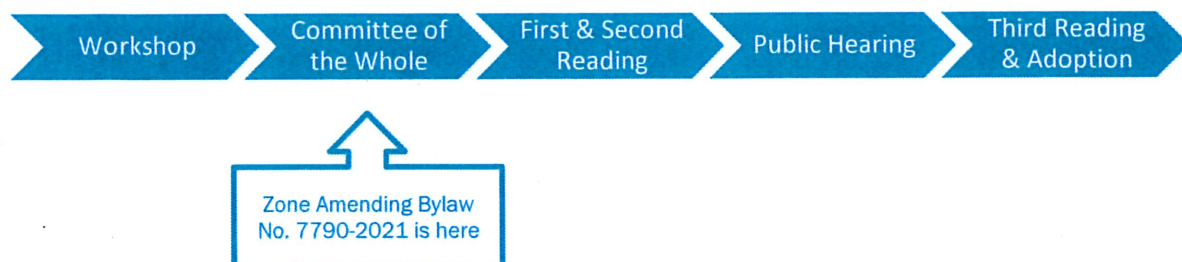 Workshop
Committee of
the Whole
First & Second
Reading
Public Hearing
Third Reading
& Adoption
Zone Amending Bylaw
No. 7790-2021 is here